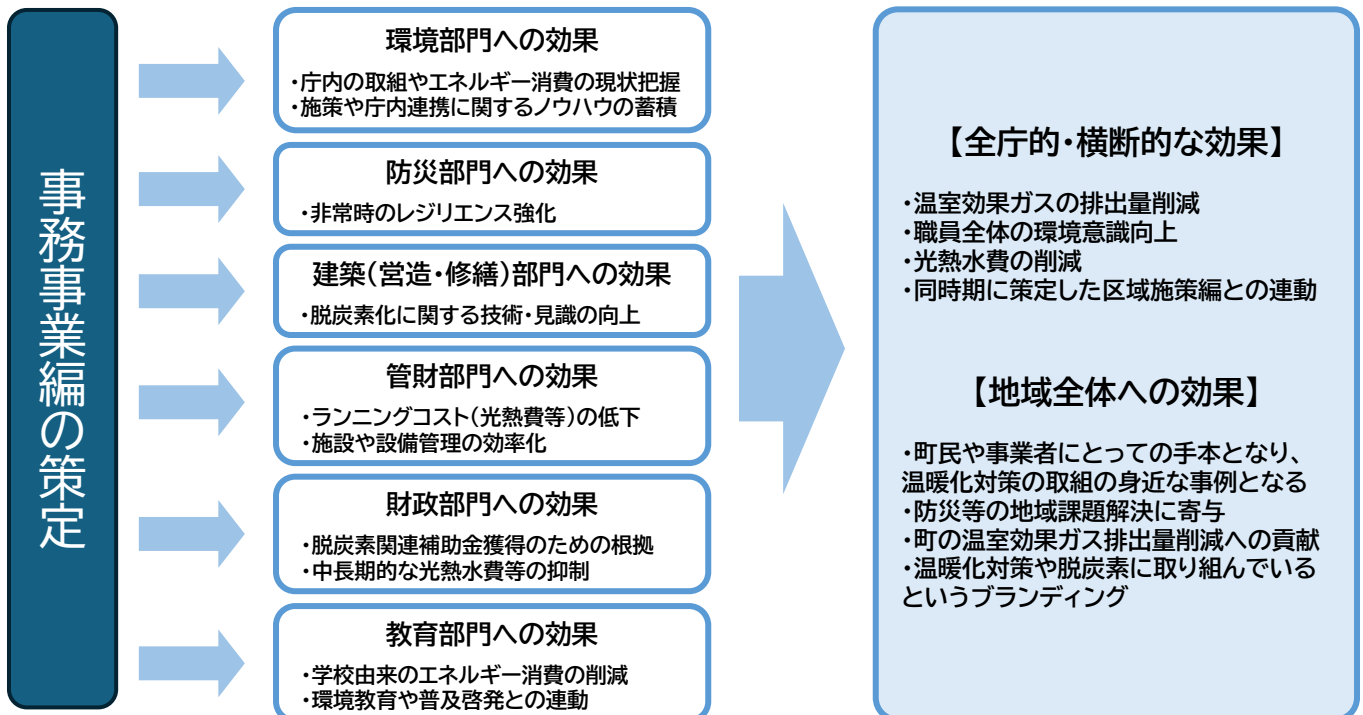 事務事業編の策定
環境部門への効果
・庁内の取組やエネルギー消費の現状把握
・施策や庁内連携に関するノウハウの蓄積
防災部門への効果
・非常時のレジリエンス強化
建築(営造・修繕)部門への効果
・脱炭素化に関する技術・見識の向上
管財部門への効果
・ランニングコスト(光熱費等)の低下
・施設や設備管理の効率化
財政部門への効果
・脱炭素関連補助金獲得のための根拠
・中長期的な光熱水費等の抑制
教育部門への効果
・学校由来のエネルギー消費の削減
・環境教育や普及啓発との連動
【全庁的・横断的な効果】
・温室効果ガスの排出量削減
・職員全体の環境意識向上
・光熱水費の削減
・同時期に策定した区域施策編との連動
【地域全体への効果】
・町民や事業者にとっての手本となり、
温暖化対策の取組の身近な事例となる
・防災等の地域課題解決に寄与
・町の温室効果ガス排出量削減への貢献
・温暖化対策や脱炭素に取り組んでいる
というブランディング